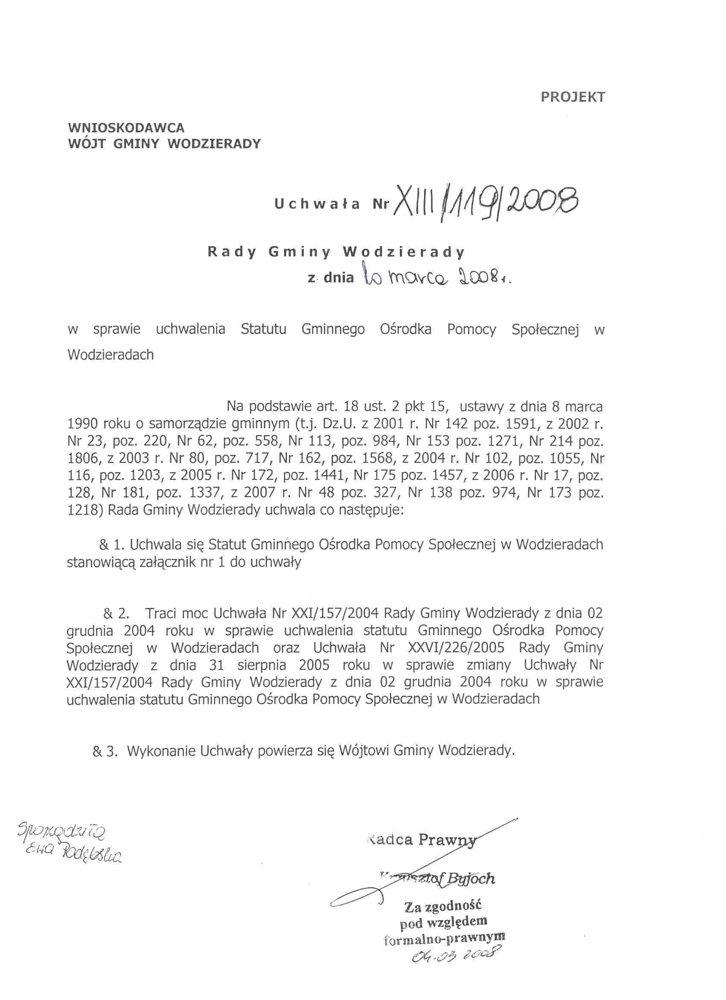 PROJEKT
WNIOSKODAWCA
WÓJT GMINY WODZIERADY
Uchwała Nr XIII/119/2008
Rady Gminy Wodzierady
z dnia 10 marca 2008r.
w sprawie uchwalenia Statutu Gminnego Ośrodka Pomocy Społecznej w
Wodzieradach
Na podstawie art. 18 ust. 2 pkt 15, ustawy z dnia 8 marca
1990 roku o samorządzie gminnym (t.j. Dz.U. z 2001 r. Nr 142 poz. 1591, z 2002 r.
Nr 23, poz. 220, Nr 62, poz. 558, Nr 113, poz. 984, Nr 153 poz. 1271, Nr 214 poz.
1806, z 2003 r. Nr 80, poz. 717, Nr 162, poz. 1568, z 2004 r. Nr 102, poz. 1055, Nr
116, poz. 1203, z 2005 r. Nr 172, poz. 1441, Nr 175 poz. 1457, z 2006 r. Nr 17, poz.
128, Nr 181, poz. 1337, z 2007 r. Nr 48 poz. 327, Nr 138 poz. 974, Nr 173 poz.
1218) Rada Gminy Wodzierady uchwala co następuje:
& 1. Uchwala się Statut Gminnego Ośrodka Pomocy Społecznej w Wodzieradach
stanowiącą załącznik nr 1 do uchwały
& 2. Traci moc Uchwała Nr XXI/157/2004 Rady Gminy Wodzierady z dnia 02
grudnia 2004 roku w sprawie uchwalenia statutu Gminnego Ośrodka Pomocy
Społecznej w Wodzieradach oraz Uchwała Nr XXVI/226/2005 Rady Gminy
Wodzierady z dnia 31 sierpnia 2005 roku w sprawie zmiany Uchwały Nr
XXI/157/2004 Rady Gminy Wodzierady z dnia 02 grudnia 2004 roku w sprawie
uchwalenia statutu Gminnego Ośrodka Pomocy Społecznej w Wodzieradach
& 3. Wykonanie Uchwały powierza się Wójtowi Gminy Wodzierady.
Sporządziła
Ewa
Radca Prawny
Krzysztof Byjoch
Za zgodność
pod względem
formalno-prawnym
04.03 2008